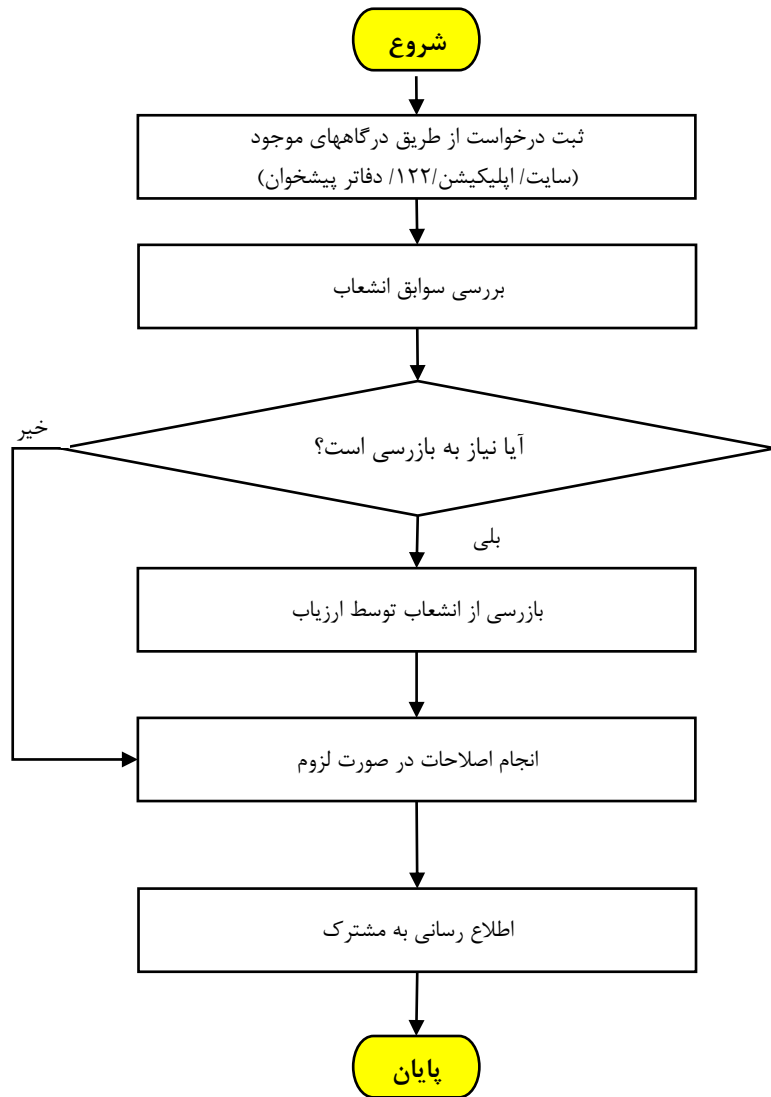 شروع
ثبت درخواست از طریق درگاههای موجود
(سایت/ اپلیکیشن/۱۲۲/ دفاتر پیشخوان)
بررسی سوابق انشعاب
آیا نیاز به بازرسی است؟
خیر
بلی
بازرسی از انشعاب توسط ارزیاب
انجام اصلاحات در صورت لزوم
اطلاع رسانی به مشترک
پایان